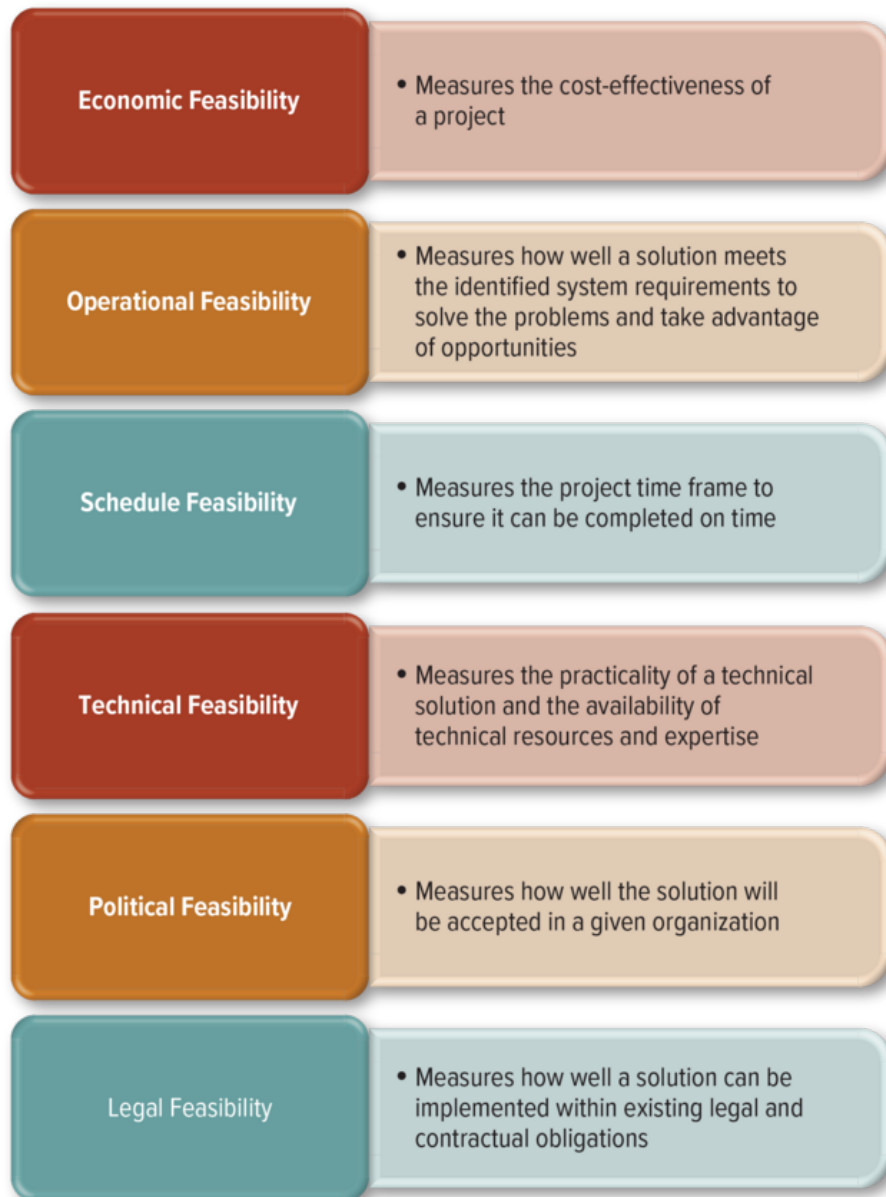 Economic Feasibility
• Measures the cost-effectiveness of
a project
Operational Feasibility
• Measures how well a solution meets
the identified system requirements to
solve the problems and take advantage
of opportunities
Schedule Feasibility
• Measures the project time frame to
ensure it can be completed on time
Technical Feasibility
• Measures the practicality of a technical
solution and the availability of
technical resources and expertise
Political Feasibility
• Measures how well the solution will
be accepted in a given organization
Legal Feasibility
• Measures how well a solution can be
implemented within existing legal and
contractual obligations